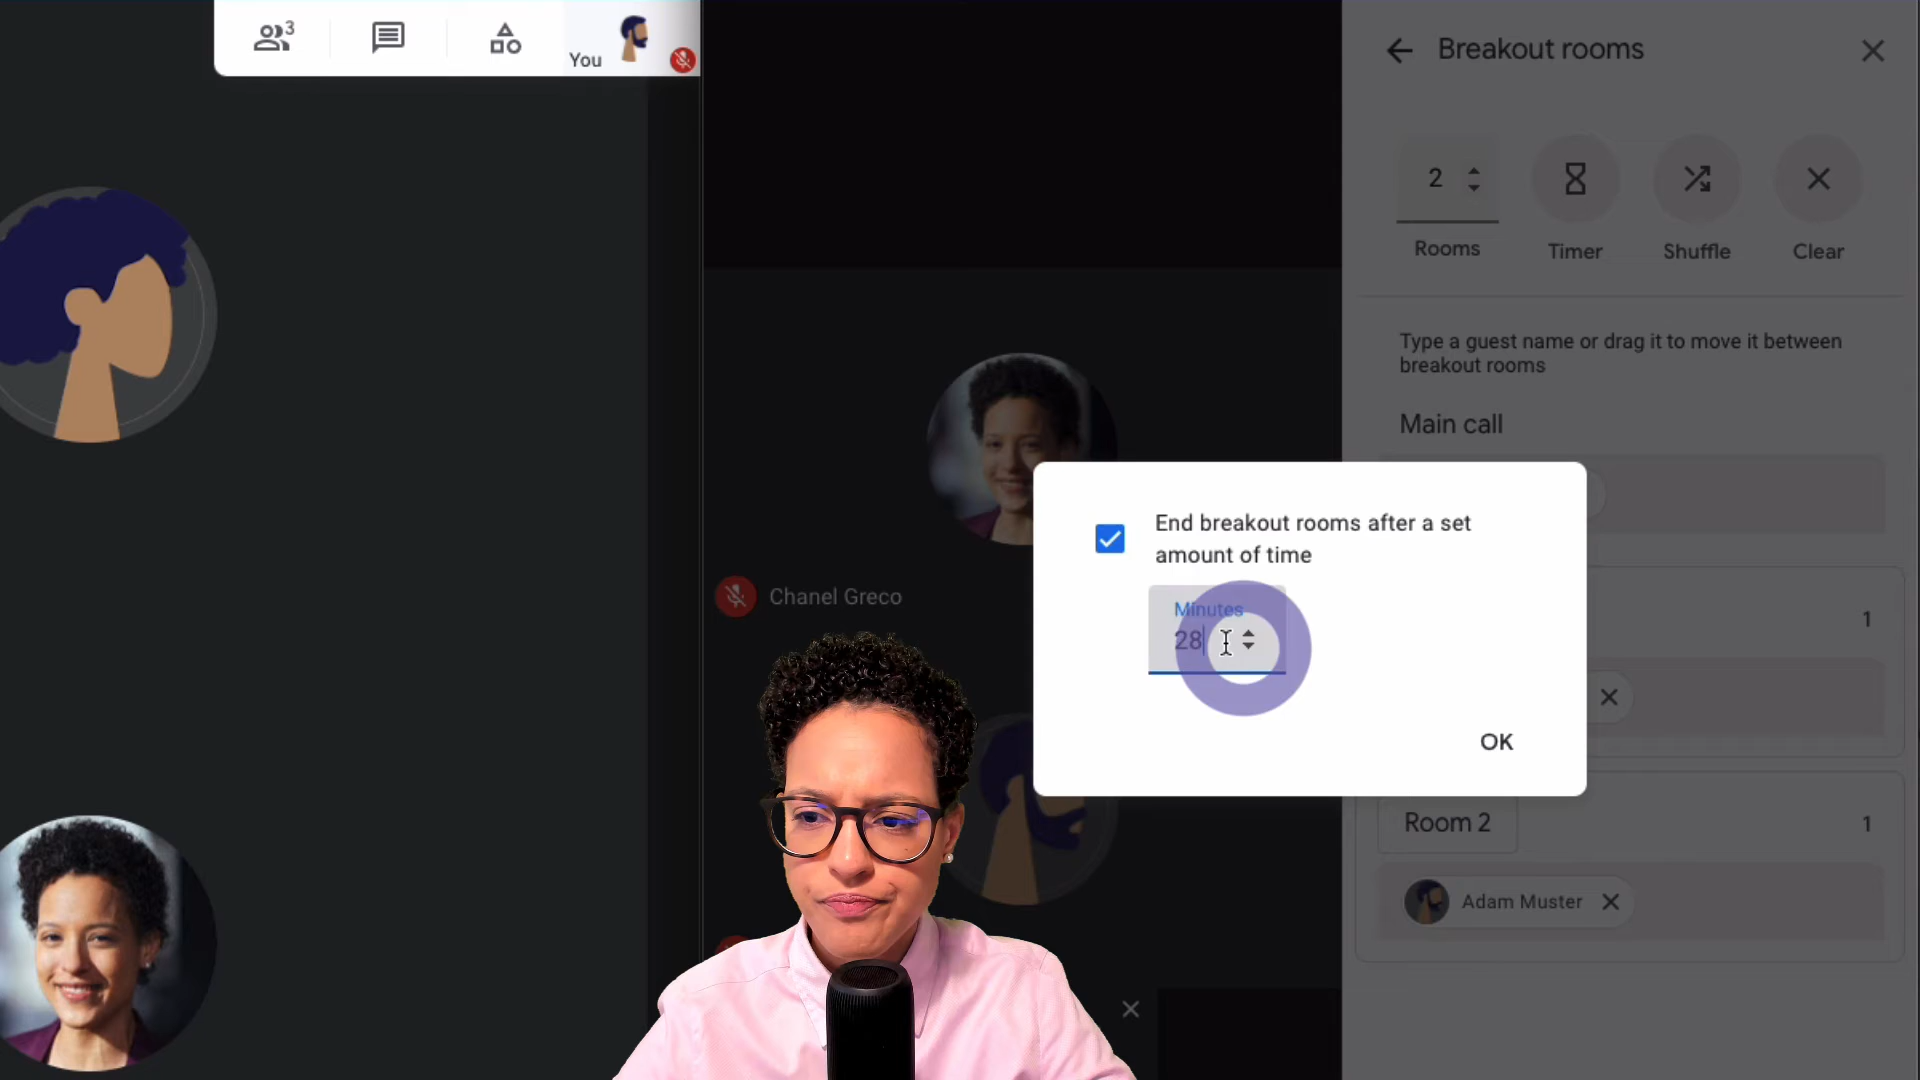 3
You
Breakout rooms
2
Rooms
Timer
Shuffle
Clear
Type a guest name or drag it to move it between
breakout rooms
Main call
End breakout rooms after a set
amount of time
Minutes
28
OK
Chanel Greco
1
Room 2
1
Adam Muster